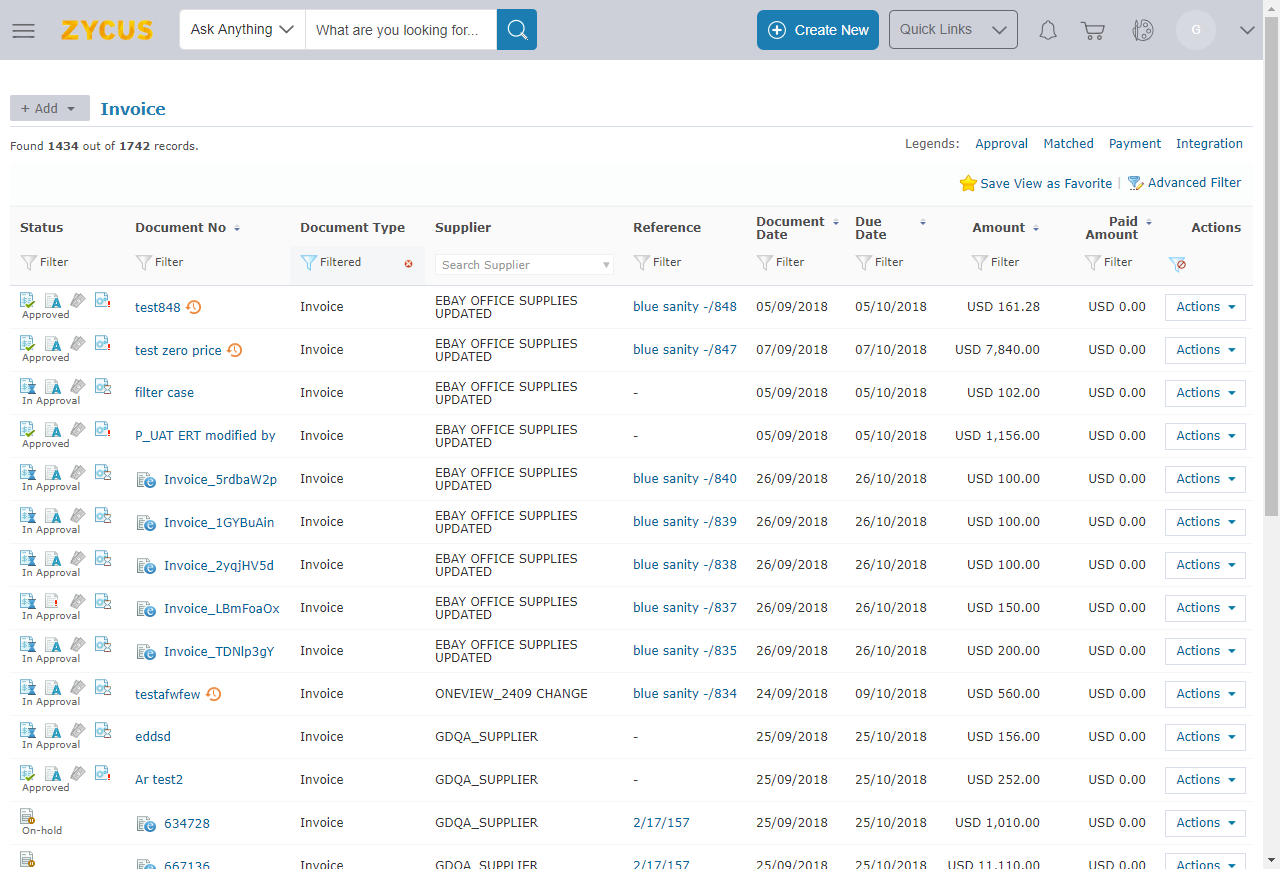 ZYCUS
Ask Anything
What are you looking for...
Create New
Quick Links
G
+ Add
Invoice
Found 1434 out of 1742 records.
Legends: Approval Matched Payment Integration
Save View as Favorite | Advanced Filter
Status Document No Document Type Supplier Reference Document Date Due Date Amount Paid Amount Actions
Filter Filter Filtered Search Supplier Filter Filter Filter Filter Filter
Approved test848 Invoice EBAY OFFICE SUPPLIES UPDATED blue sanity -/848 05/09/2018 05/10/2018 USD 161.28 USD 0.00 Actions
Approved test zero price Invoice EBAY OFFICE SUPPLIES UPDATED blue sanity -/847 07/09/2018 07/10/2018 USD 7,840.00 USD 0.00 Actions
In Approval filter case Invoice EBAY OFFICE SUPPLIES UPDATED - 05/09/2018 05/10/2018 USD 102.00 USD 0.00 Actions
Approved P_UAT ERT modified by Invoice EBAY OFFICE SUPPLIES UPDATED - 05/09/2018 05/10/2018 USD 1,156.00 USD 0.00 Actions
In Approval Invoice_5rdbaW2p Invoice EBAY OFFICE SUPPLIES UPDATED blue sanity -/840 26/09/2018 26/10/2018 USD 100.00 USD 0.00 Actions
In Approval Invoice_1GYBuAin Invoice EBAY OFFICE SUPPLIES UPDATED blue sanity -/839 26/09/2018 26/10/2018 USD 100.00 USD 0.00 Actions
In Approval Invoice_2yqjHV5d Invoice EBAY OFFICE SUPPLIES UPDATED blue sanity -/838 26/09/2018 26/10/2018 USD 100.00 USD 0.00 Actions
In Approval Invoice_LBmFoaOx Invoice EBAY OFFICE SUPPLIES UPDATED blue sanity -/837 26/09/2018 26/10/2018 USD 150.00 USD 0.00 Actions
In Approval Invoice_TDNlp3gY Invoice EBAY OFFICE SUPPLIES UPDATED blue sanity -/835 26/09/2018 26/10/2018 USD 200.00 USD 0.00 Actions
In Approval testafwfew Invoice ONEVIEW_2409 CHANGE blue sanity -/834 24/09/2018 09/10/2018 USD 560.00 USD 0.00 Actions
In Approval eddsd Invoice GDQA_SUPPLIER - 25/09/2018 25/10/2018 USD 156.00 USD 0.00 Actions
Approved Ar test2 Invoice GDQA_SUPPLIER - 25/09/2018 25/10/2018 USD 252.00 USD 0.00 Actions
On-hold 634728 Invoice GDQA_SUPPLIER 2/17/157 25/09/2018 25/10/2018 USD 1,010.00 USD 0.00 Actions
667136 Invoice GDQA_SUPPLIER 2/17/157 25/09/2018 25/10/2018 USD 11,110.00 USD 0.00 Actions